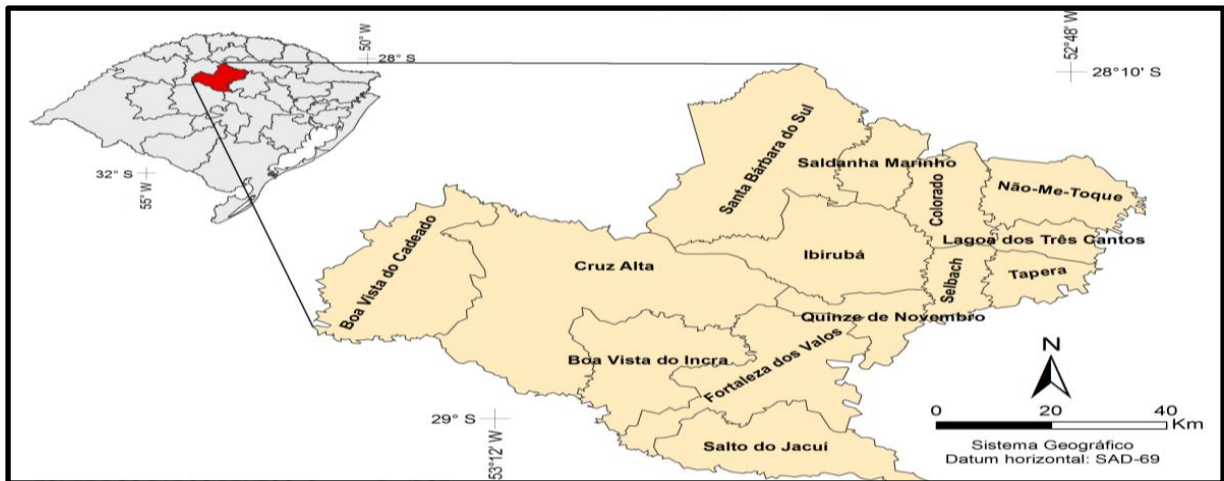 50° W
28° S
32° S
55° W
52°48' W
28°10' S
Santa Bárbara do Sul
Saldanha Marinho
Colorado
Não-Me-Toque
Lagoa dos Três Cantos
Ibirubá
Selbach
Tapera
Boa Vista do Cadeado
Cruz Alta
Quinze de Novembro
Boa Vista do Incra
Fortaleza dos Valos
Salto do Jacuí
29° S
53°12' W
N
0 20 40
Km
Sistema Geográfico
Datum horizontal: SAD-69